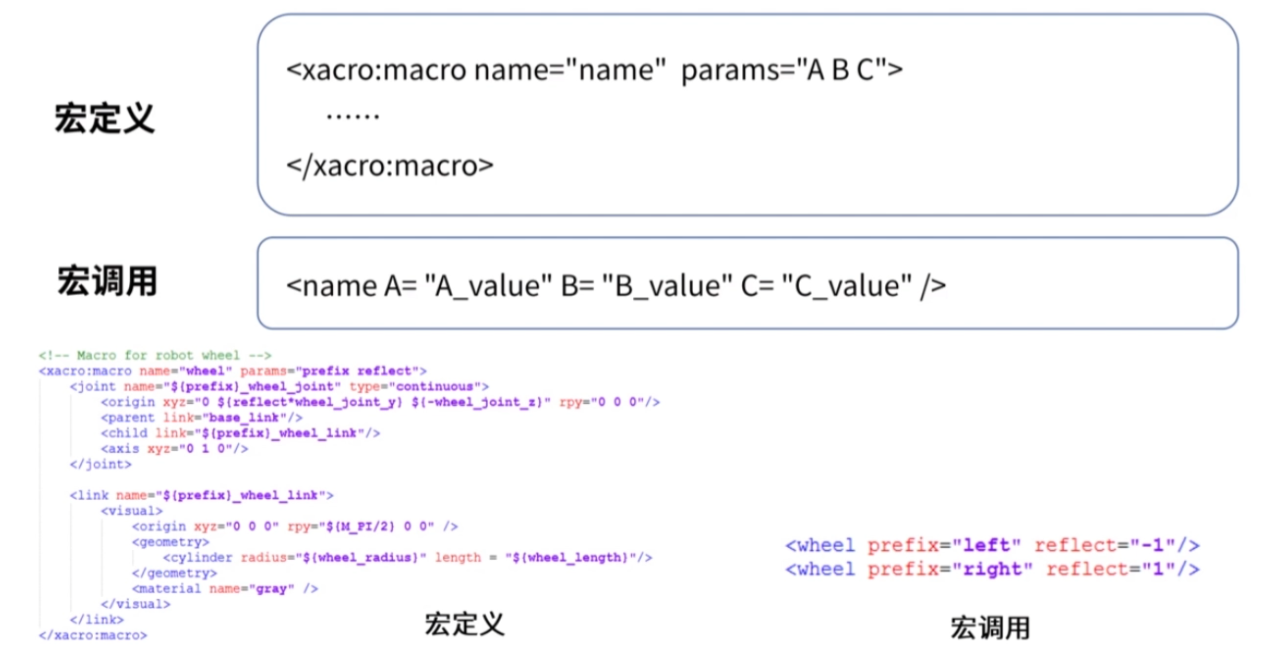 宏定义
<xacro:macro name="name" params="A B C">
......
</xacro:macro>
宏调用
<name A= "A_value" B= "B_value" C= "C_value" />
<!-- Macro for robot wheel -->
<xacro:macro name="wheel" params="prefix reflect">
<joint name="${prefix}_wheel_joint" type="continuous">
<origin xyz="0 ${reflect*wheel_joint_y} ${-wheel_joint_z}" rpy="0 0 0"/>
<parent link="base_link"/>
<child link="${prefix}_wheel_link"/>
<axis xyz="0 1 0"/>
</joint>
<link name="${prefix}_wheel_link">
<visual>
<origin xyz="0 0 0" rpy="${M_PI/2} 0 0" />
<geometry>
<cylinder radius="${wheel_radius}" length = "${wheel_length}"/>
</geometry>
<material name="gray" />
</visual>
</link>
</xacro:macro>
宏定义
<wheel prefix="left" reflect="-1"/>
<wheel prefix="right" reflect="1"/>
宏调用